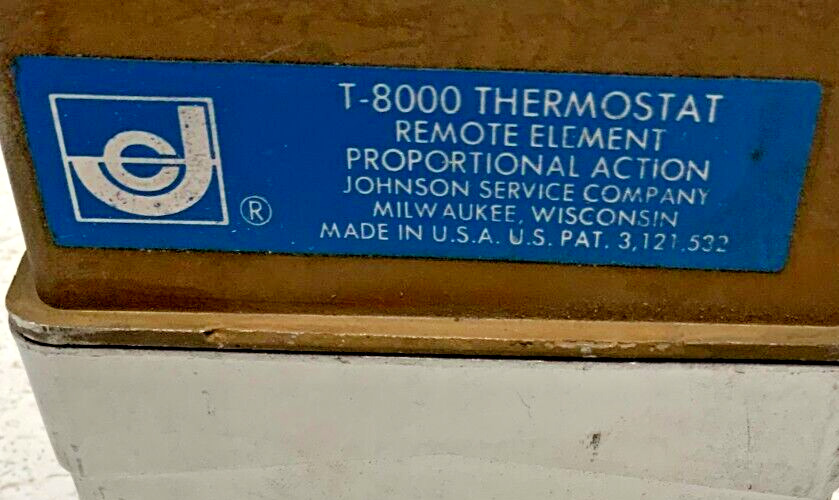 T-8000 THERMOSTAT
REMOTE ELEMENT
PROPORTIONAL ACTION
JOHNSON SERVICE COMPANY
MILWAUKEE, WISCONSIN
MADE IN U.S.A. U.S. PAT. 3,121,532
®